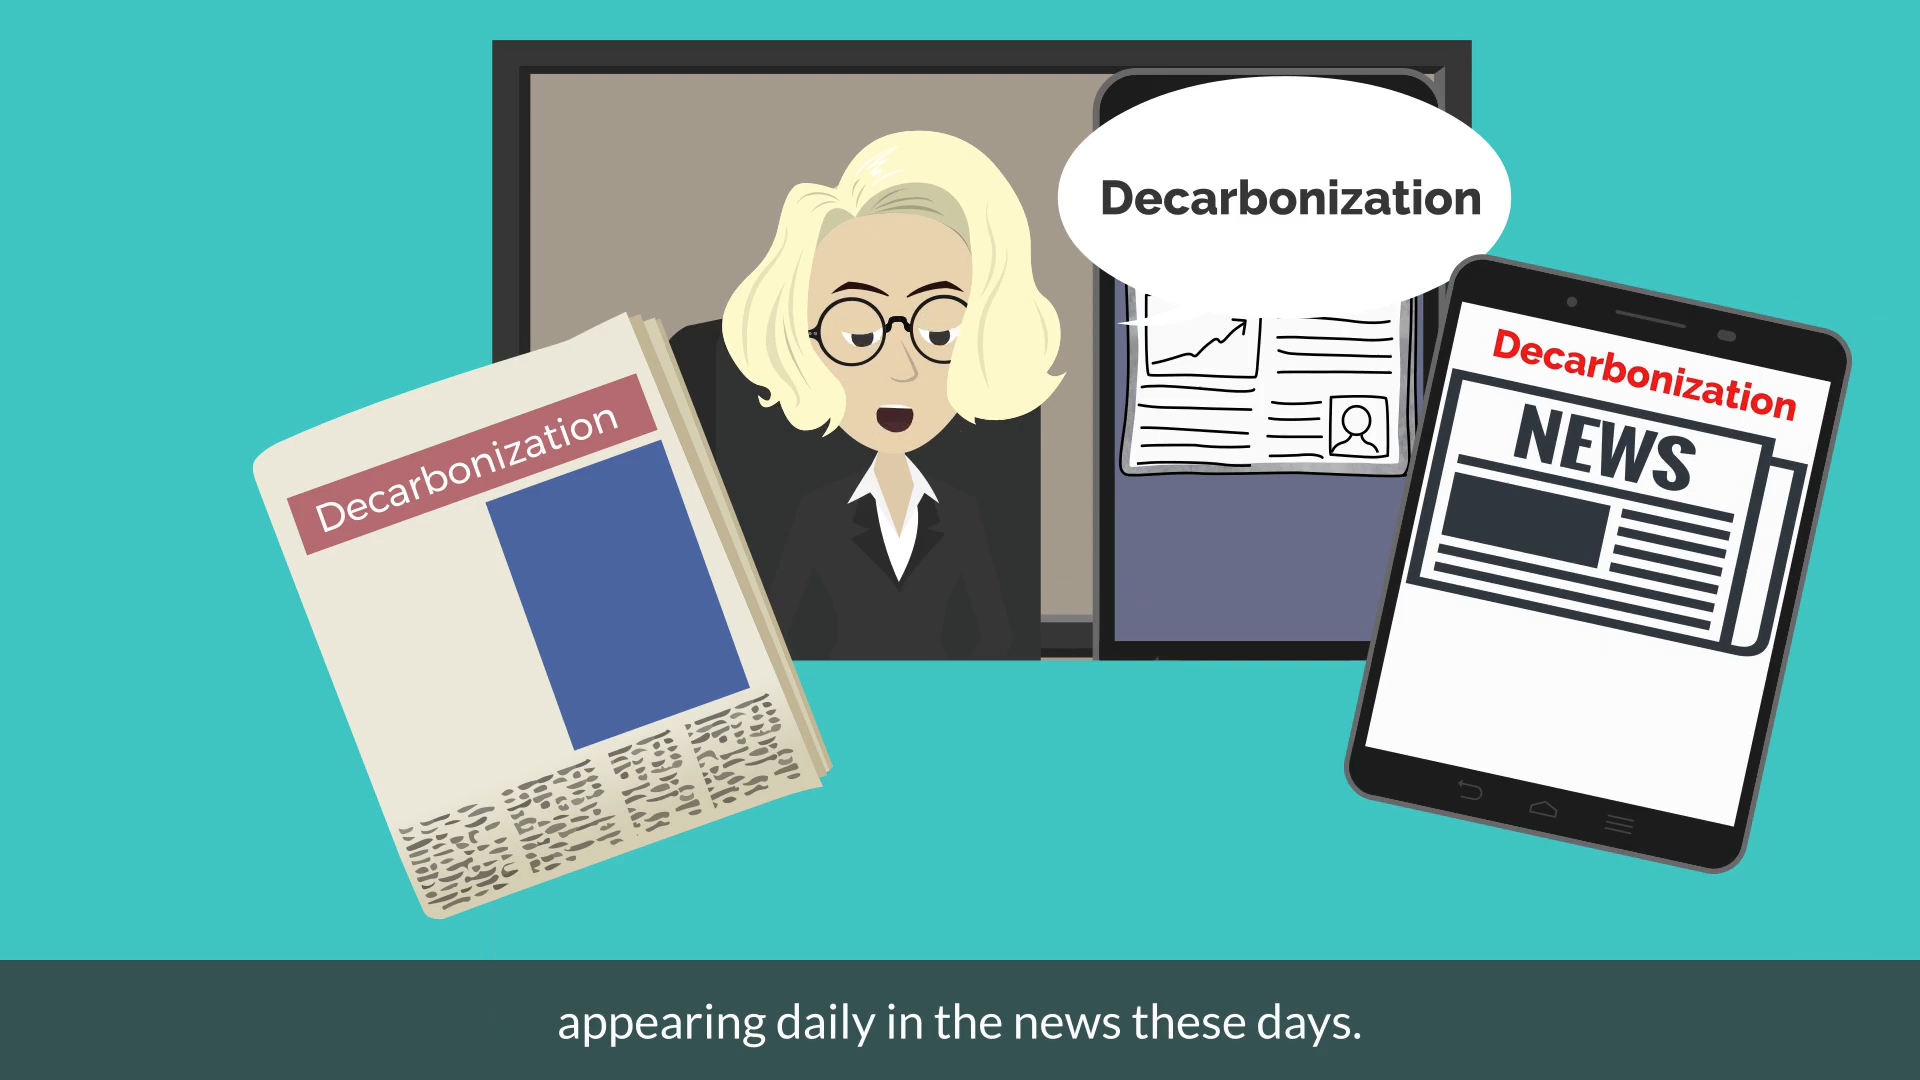 Decarbonization
Decarbonization
NEWS
Decarbonization
appearing daily in the news these days.